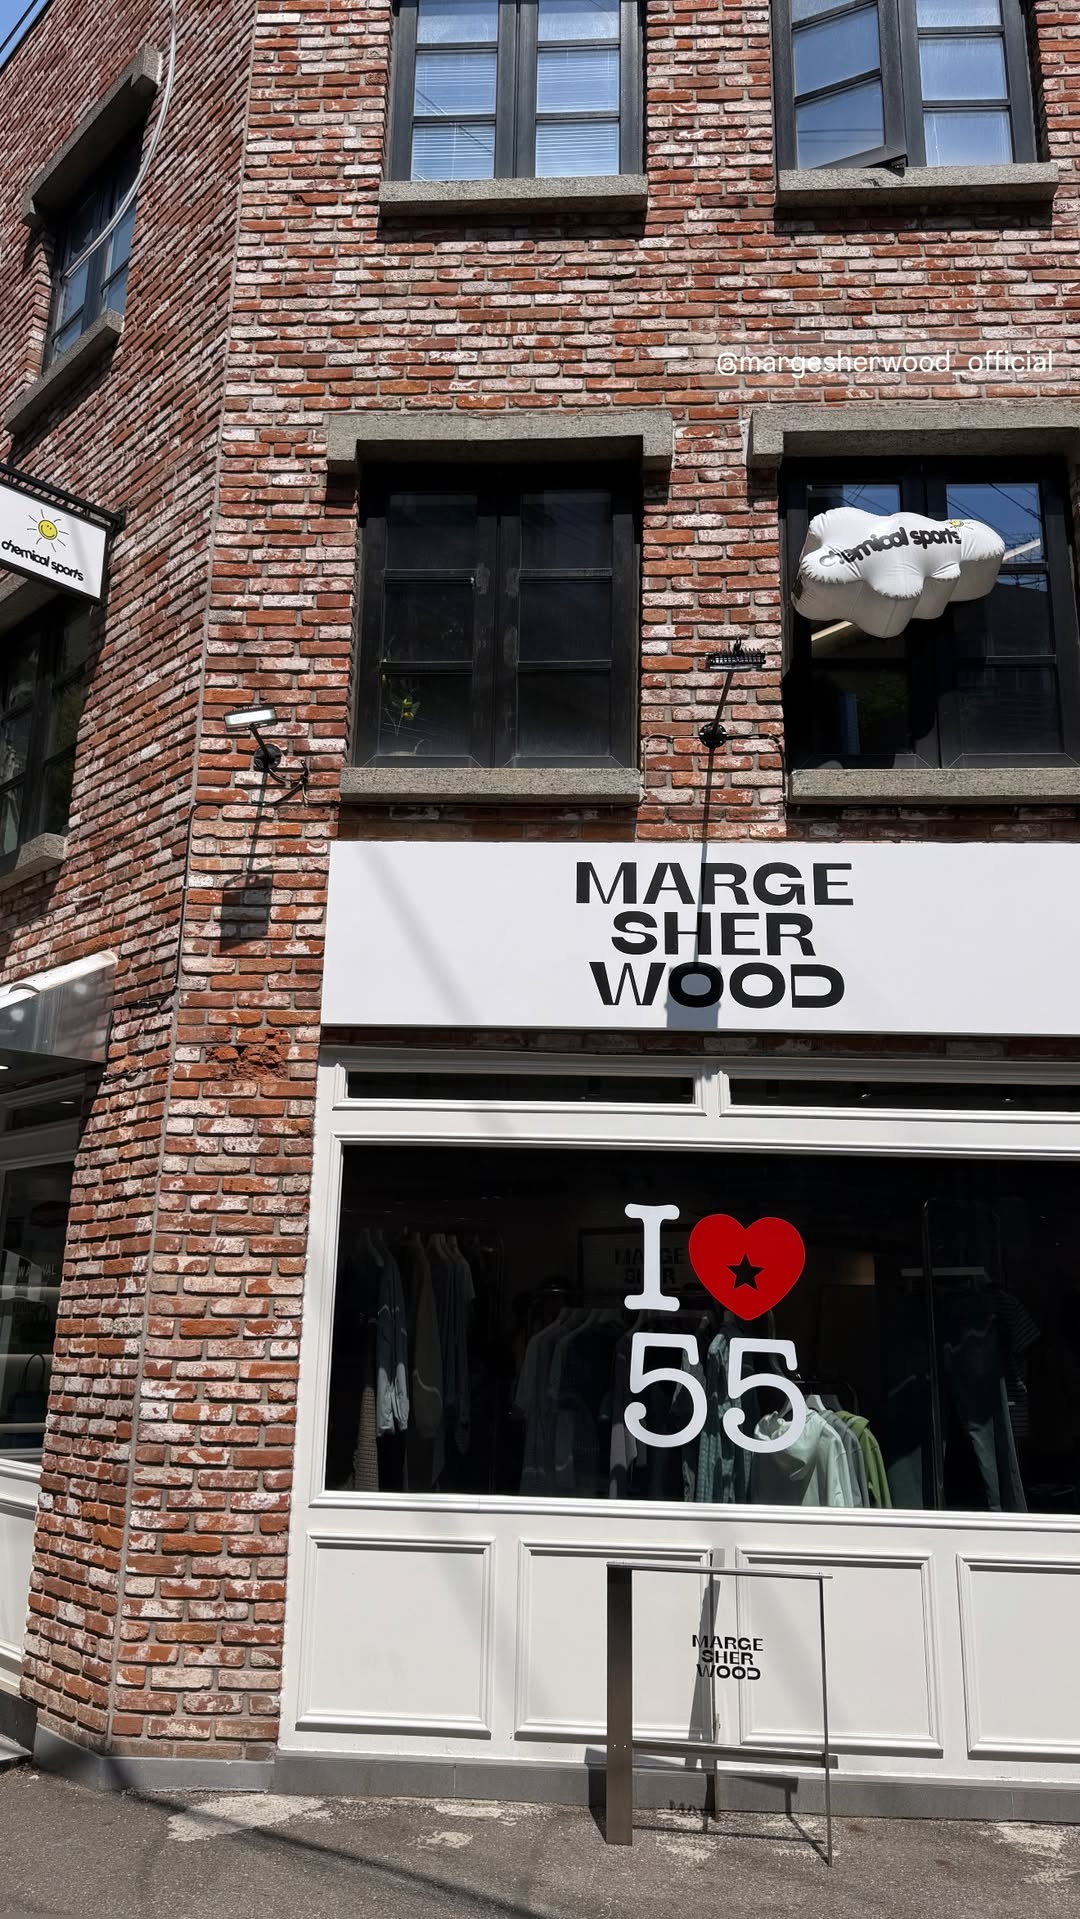 @margesherwood_official
chemical sports
chemical sports
MARGE
SHER
WOOD
I
55
MARGE
SHER
WOOD